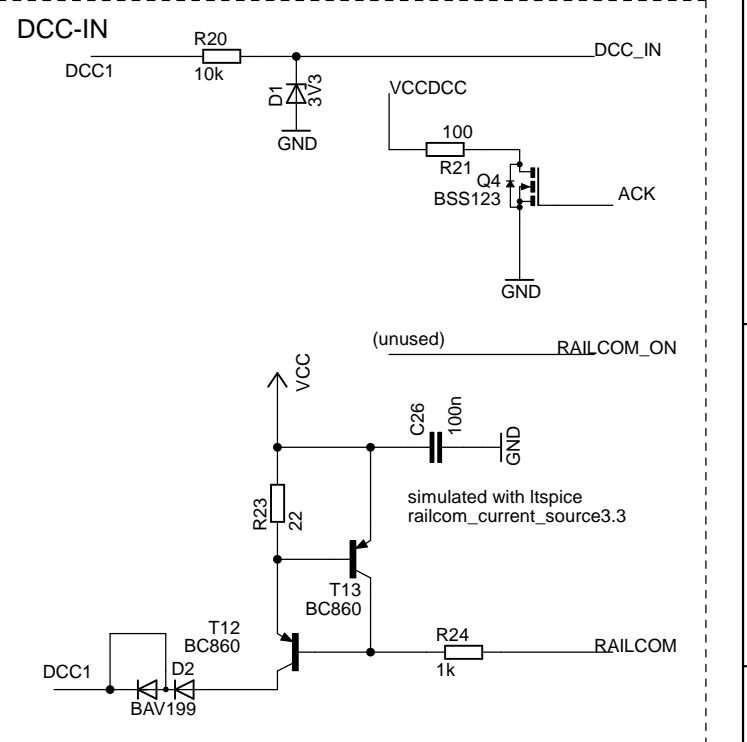 DCC-IN
R20
DCC1
10k
DCC_IN
D1
3V3
GND
VCCDCC
100
R21
Q4
BSS123
ACK
GND
(unused)
RAILCOM_ON
VCC
C26
100n
GND
R23
22
simulated with ltspice
railcom_current_source3.3
T13
BC860
T12
BC860
R24
1k
RAILCOM
DCC1
D2
BAV199